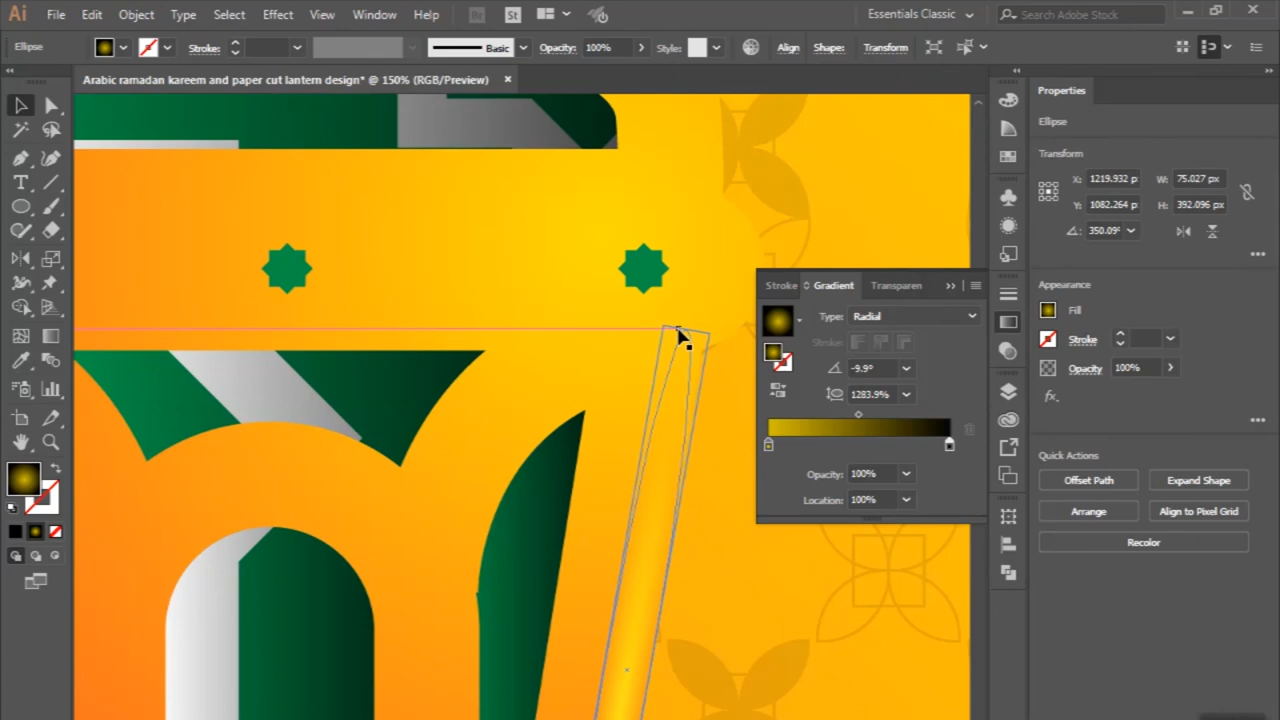 Ai File Edit Object Type Select Effect View Window Help Br St Essentials Classic Search Adobe Stock
Ellipse Stroke: Basic Opacity: 100% Style: Align Shape: Transform
Arabic ramadan kareem and paper cut lantern design* @ 150% (RGB/Preview) ×
Properties
Ellipse
Transform
X: 1219.932 p W: 75.027 px
Y: 1082.264 p H: 392.096 px
350.09°
Appearance
Fill
Stroke
Opacity 100%
fx.
Quick Actions
Offset Path Expand Shape
Arrange Align to Pixel Grid
Recolor
Stroke Gradient Transparen
Type: Radial
Stroke:
-9.9°
1283.9%
Opacity: 100%
Location: 100%